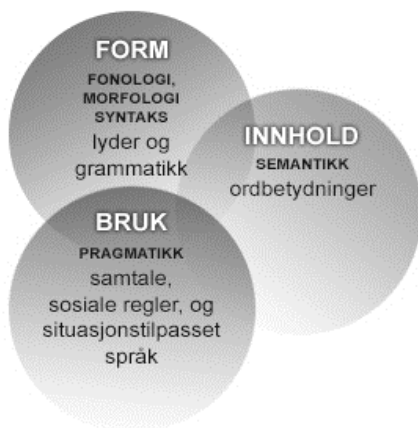 FORM
FONOLOGI,
MORFOLOGI
SYNTAKS
lyder og
grammatikk
INNHOLD
SEMANTIKK
ordbetydninger
BRUK
PRAGMATIKK
samtale,
sosiale regler, og
situasjonstilpasset
språk